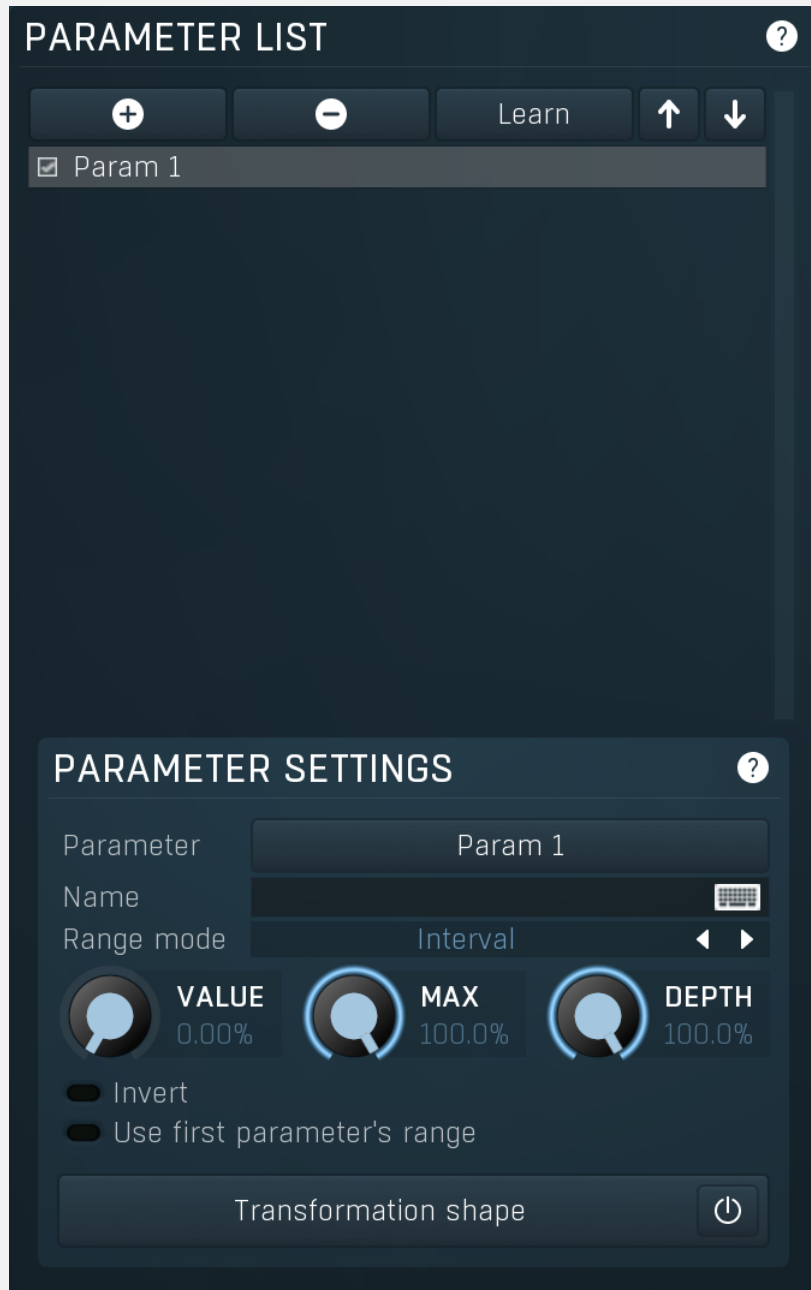 PARAMETER LIST ?
Learn
Param 1
PARAMETER SETTINGS ?
Parameter Param 1
Name
Range mode Interval
VALUE MAX DEPTH
0.00% 100.0% 100.0%
Invert
Use first parameter's range
Transformation shape